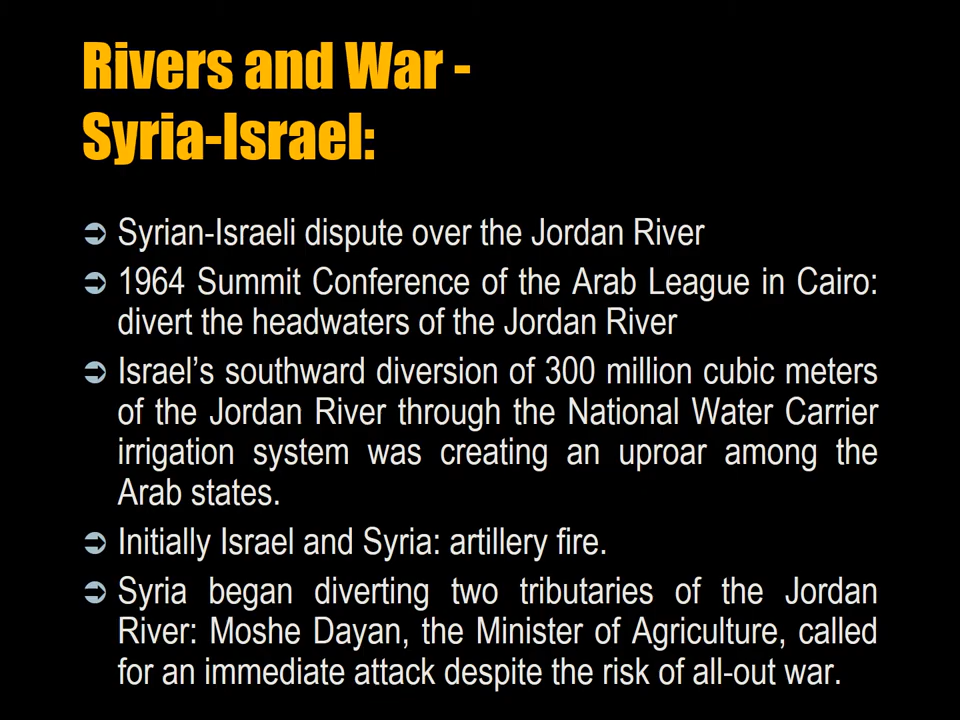 Rivers and War -
Syria-Israel:
➲ Syrian-Israeli dispute over the Jordan River
➲ 1964 Summit Conference of the Arab League in Cairo:
divert the headwaters of the Jordan River
➲ Israel’s southward diversion of 300 million cubic meters
of the Jordan River through the National Water Carrier
irrigation system was creating an uproar among the
Arab states.
➲ Initially Israel and Syria: artillery fire.
➲ Syria began diverting two tributaries of the Jordan
River: Moshe Dayan, the Minister of Agriculture, called
for an immediate attack despite the risk of all-out war.